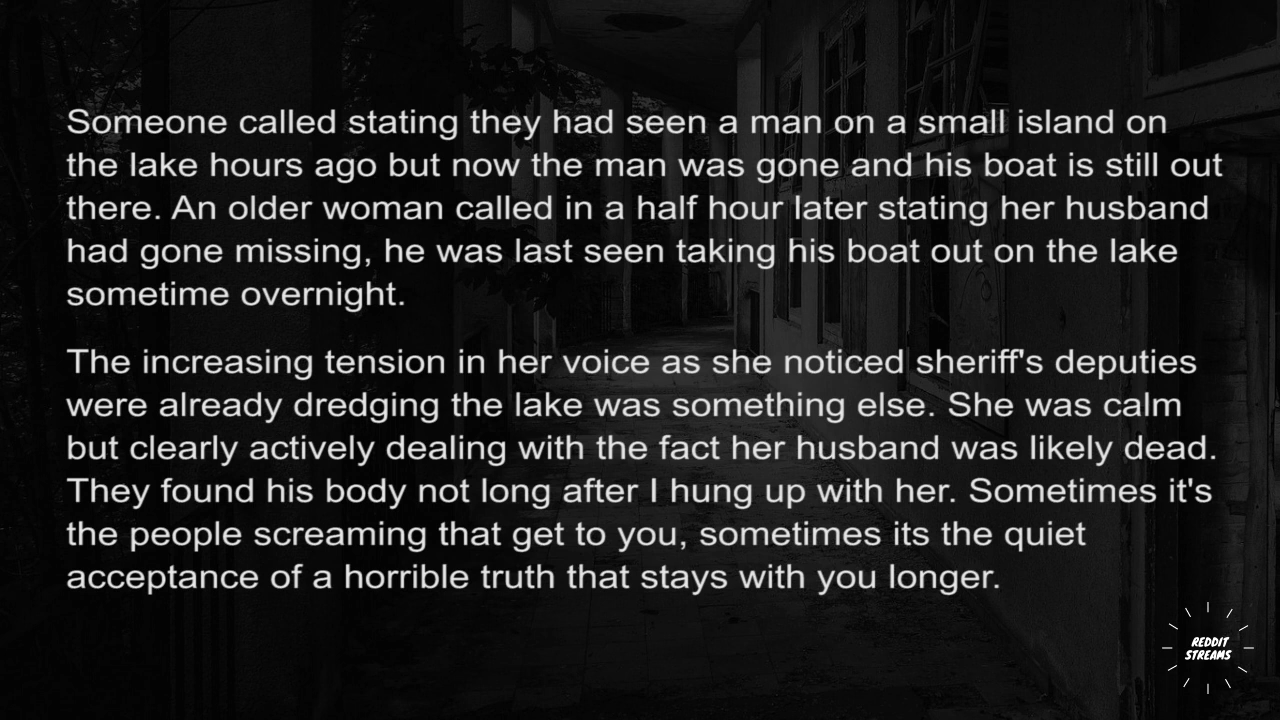 Someone called stating they had seen a man on a small island on
the lake hours ago but now the man was gone and his boat is still out
there. An older woman called in a half hour later stating her husband
had gone missing, he was last seen taking his boat out on the lake
sometime overnight.
The increasing tension in her voice as she noticed sheriff's deputies
were already dredging the lake was something else. She was calm
but clearly actively dealing with the fact her husband was likely dead.
They found his body not long after I hung up with her. Sometimes it's
the people screaming that get to you, sometimes its the quiet
acceptance of a horrible truth that stays with you longer.
REDDIT
STREAMS